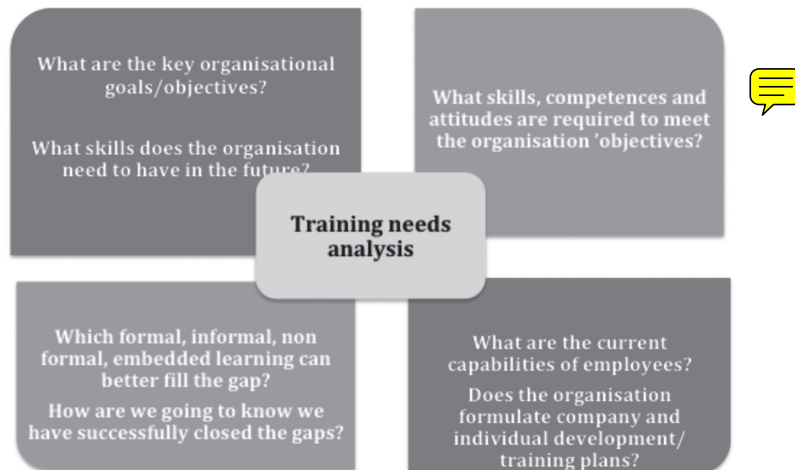 What are the key organisational
goals/objectives?
What skills does the organisation
need to have in the future?
What skills, competences and
attitudes are required to meet
the organisation 'objectives?
Training needs
analysis
Which formal, informal, non
formal, embedded learning can
better fill the gap?
How are we going to know we
have successfully closed the gaps?
What are the current
capabilities of employees?
Does the organisation
formulate company and
individual development/
training plans?